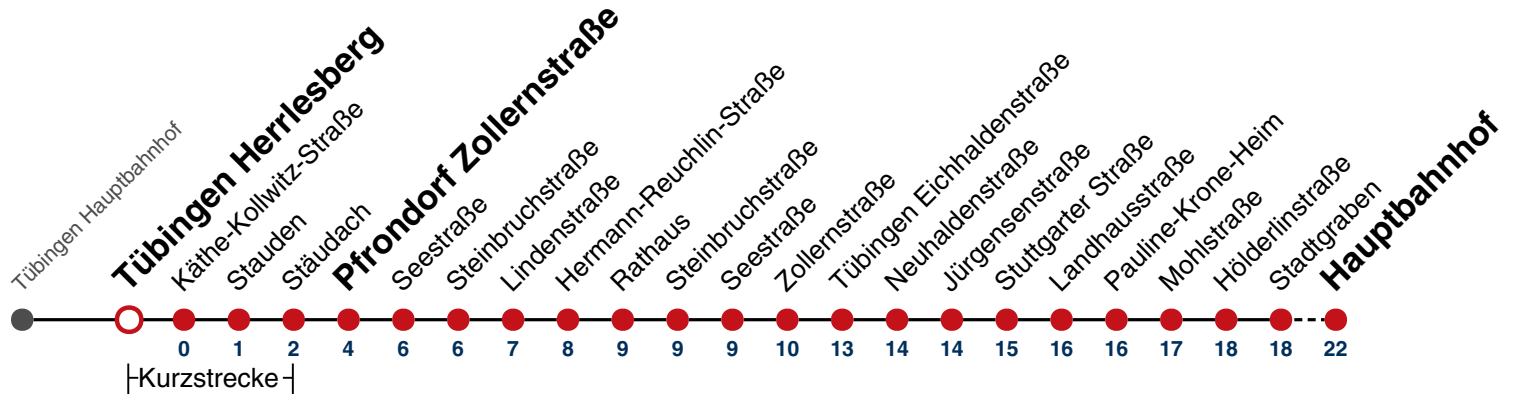 Tübingen Hauptbahnhof
Tübingen Herrlesberg
Käthe-Kollwitz-Straße
Stauden
Stäudach
Pfrondorf Zollernstraße
Seestraße
Steinbruchstraße
Lindenstraße
Hermann-Reuchlin-Straße
Rathaus
Steinbruchstraße
Seestraße
Zollernstraße
Tübingen Eichhaldenstraße
Neuhaldenstraße
Jürgensenstraße
Stuttgarter Straße
Landhausstraße
Pauline-Krone-Heim
Mohlstraße
Hölderlinstraße
Stadtgraben
Hauptbahnhof
0 1 2 4 6 6 7 8 9 9 9 10 13 14 14 15 16 16 17 18 18 22
Kurzstrecke